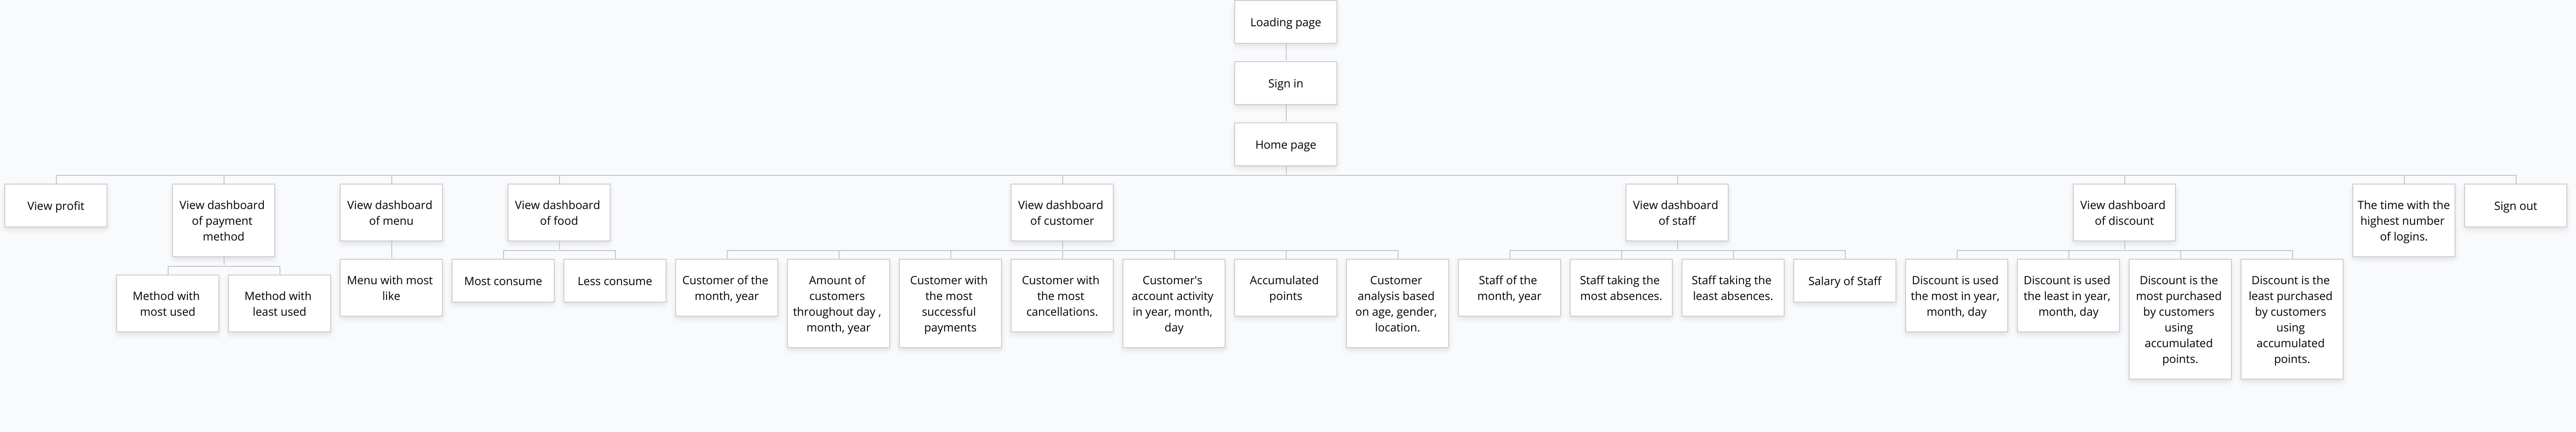 Loading page
Sign in
Home page
View profit
View dashboard
of payment
method
View dashboard
of menu
View dashboard
of food
View dashboard
of customer
View dashboard
of staff
View dashboard
of discount
The time with the
highest number
of logins.
Sign out
Method with
most used
Method with
least used
Menu with most
like
Most consume
Less consume
Customer of the
month, year
Amount of
customers
throughout day ,
month, year
Customer with
the most
successful
payments
Customer with
the most
cancellations.
Customer's
account activity
in year, month,
day
Accumulated
points
Customer
analysis based
on age, gender,
location.
Staff of the
month, year
Staff taking the
most absences.
Staff taking the
least absences.
Salary of Staff
Discount is used
the most in year,
month, day
Discount is used
the least in year,
month, day
Discount is the
most purchased
by customers
using
accumulated
points.
Discount is the
least purchased
by customers
using
accumulated
points.